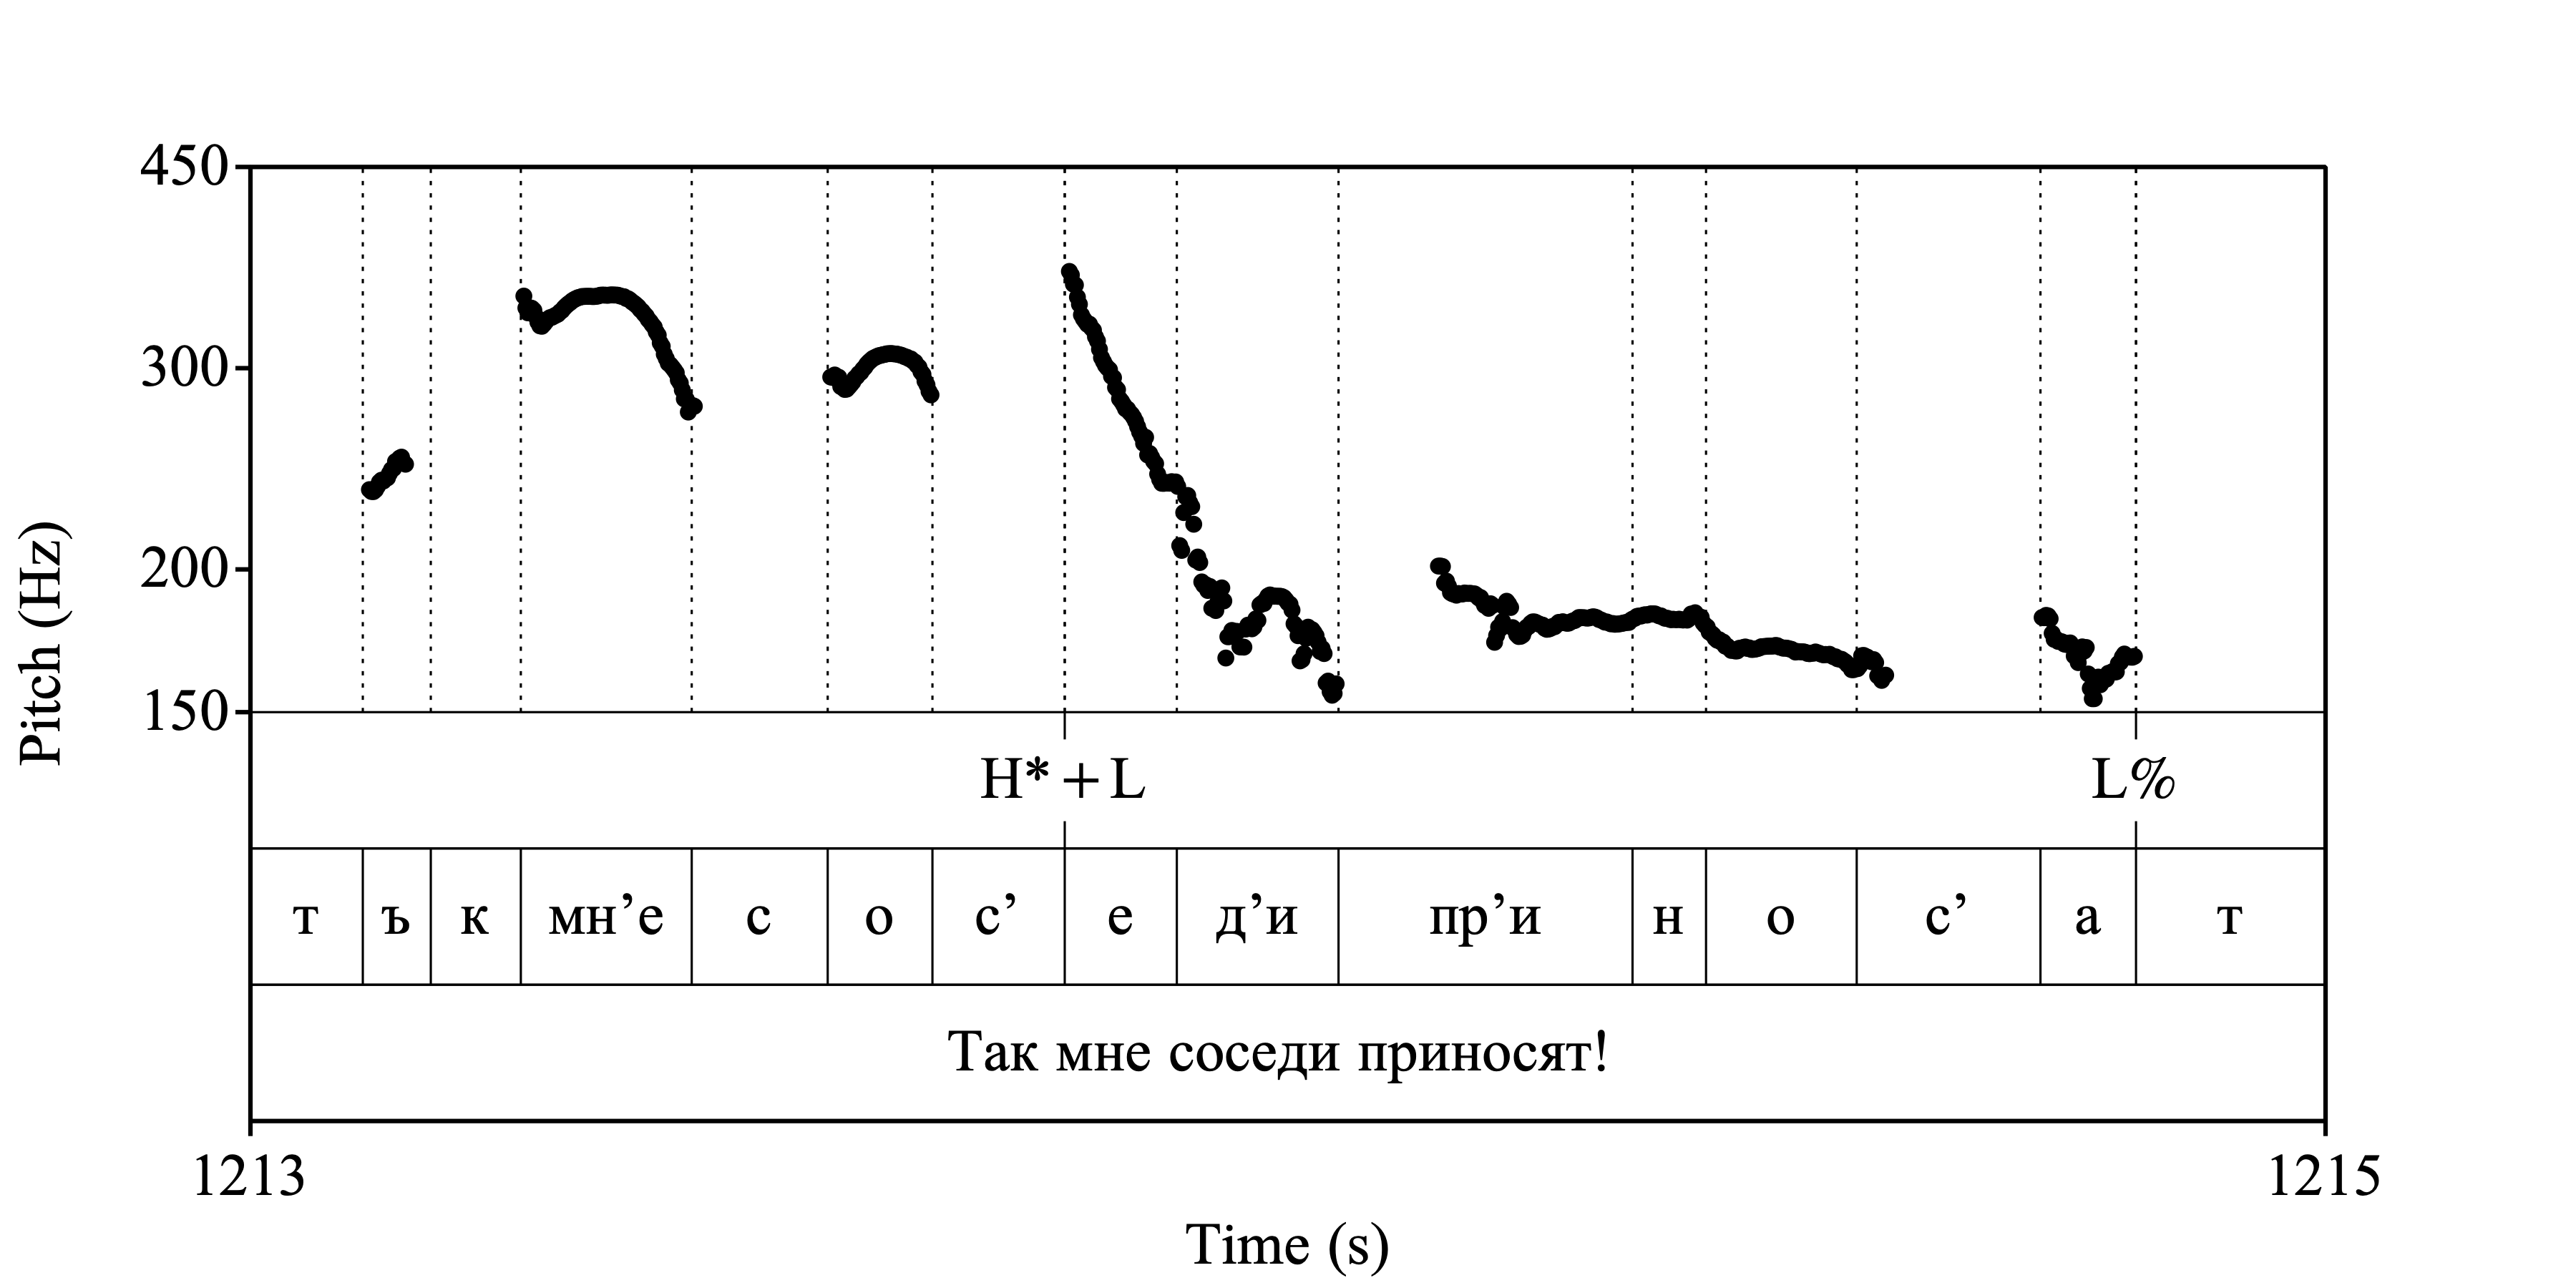 450
300
200
150
Pitch (Hz)
H* + L L%
т ъ к мн’е с о с’ е д’и пр’и н о с’ а т
Так мне соседи приносят!
1213 1215
Time (s)